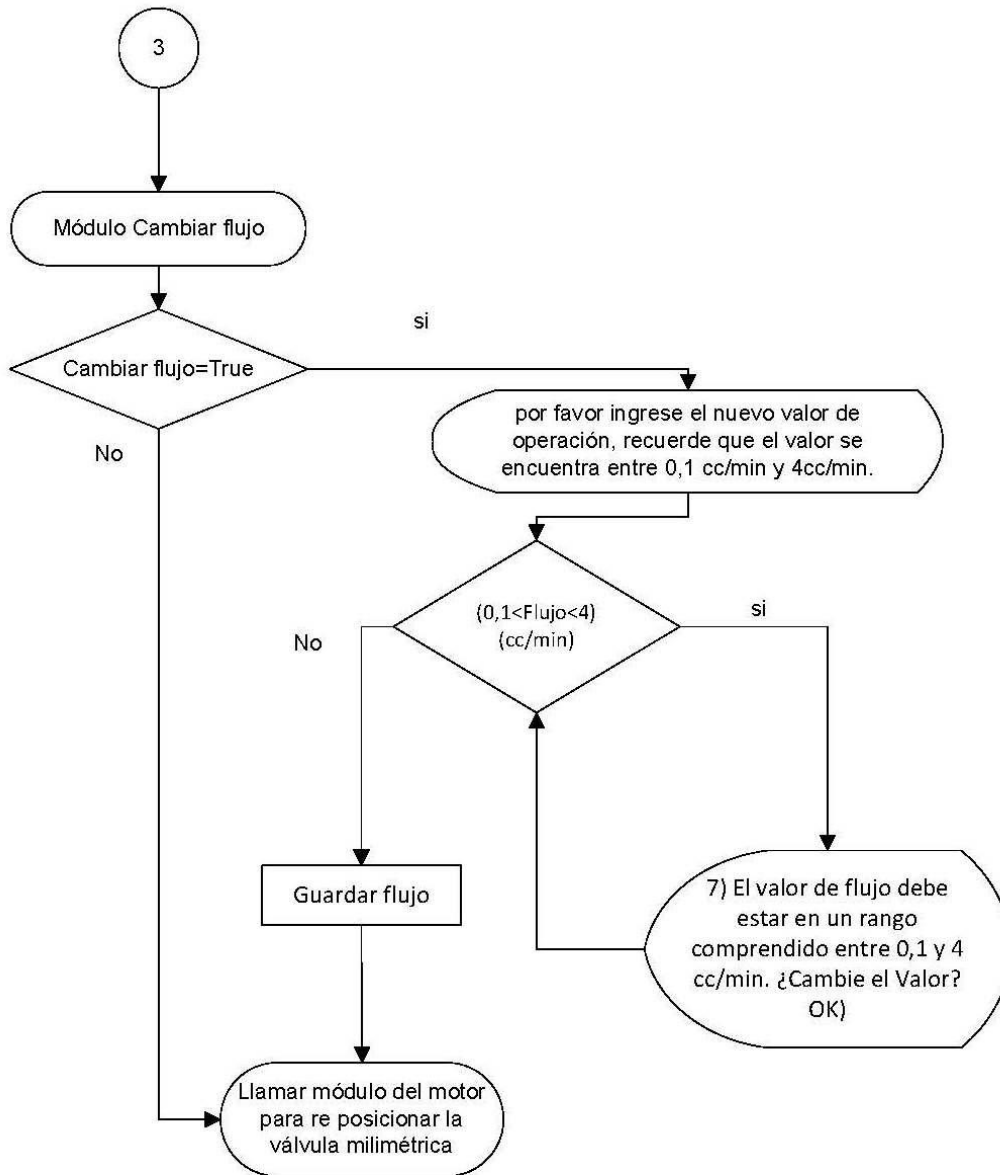 3
Módulo Cambiar flujo
Cambiar flujo=True
si
No
por favor ingrese el nuevo valor de
operación, recuerde que el valor se
encuentra entre 0,1 cc/min y 4cc/min.
(0,1<Flujo<4)
(cc/min)
si
No
Guardar flujo
7) El valor de flujo debe
estar en un rango
comprendido entre 0,1 y 4
cc/min. ¿Cambie el Valor?
OK)
Llamar módulo del motor
para re posicionar la
válvula milimétrica